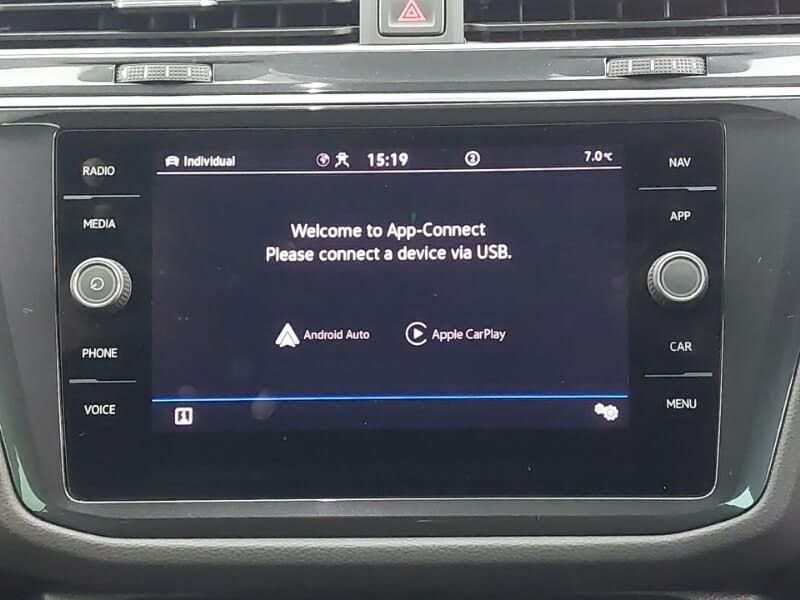 Individual 15:19 2 7.0°C
RADIO
MEDIA
PHONE
VOICE
Welcome to App-Connect
Please connect a device via USB.
Android Auto Apple CarPlay
NAV
APP
CAR
MENU